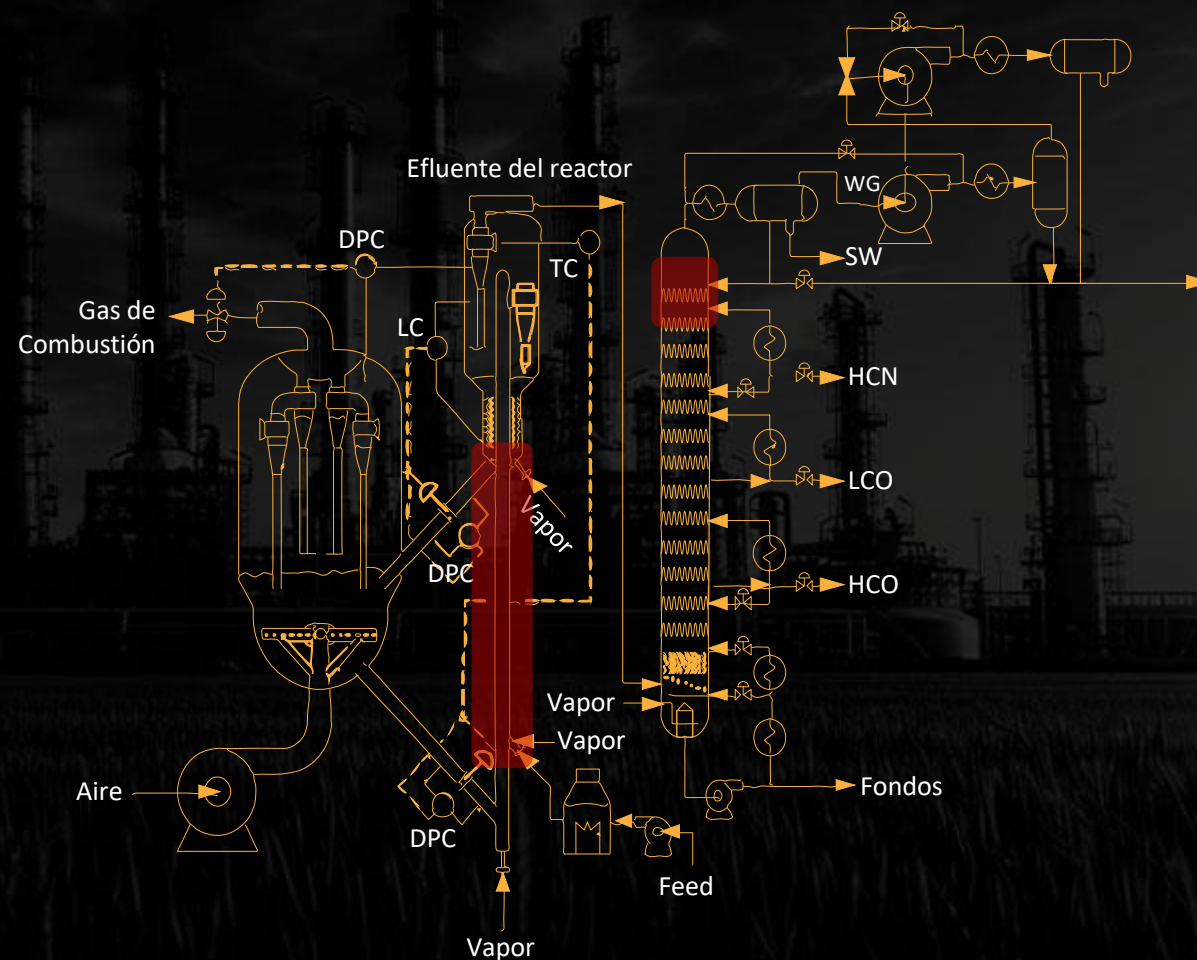 Efluente del reactor
WG
DPC
SW
TC
Gas de
Combustión
LC
HCN
LCO
Vapor
DPC
HCO
Vapor
Vapor
Aire
Fondos
DPC
Feed
Vapor